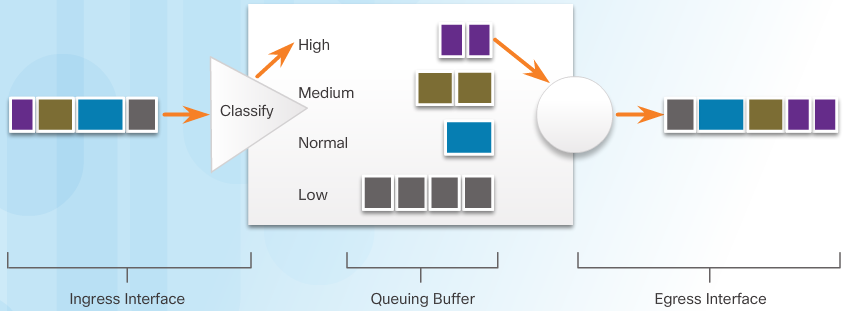 High
Classify
Medium
Normal
Low
Ingress Interface
Queuing Buffer
Egress Interface